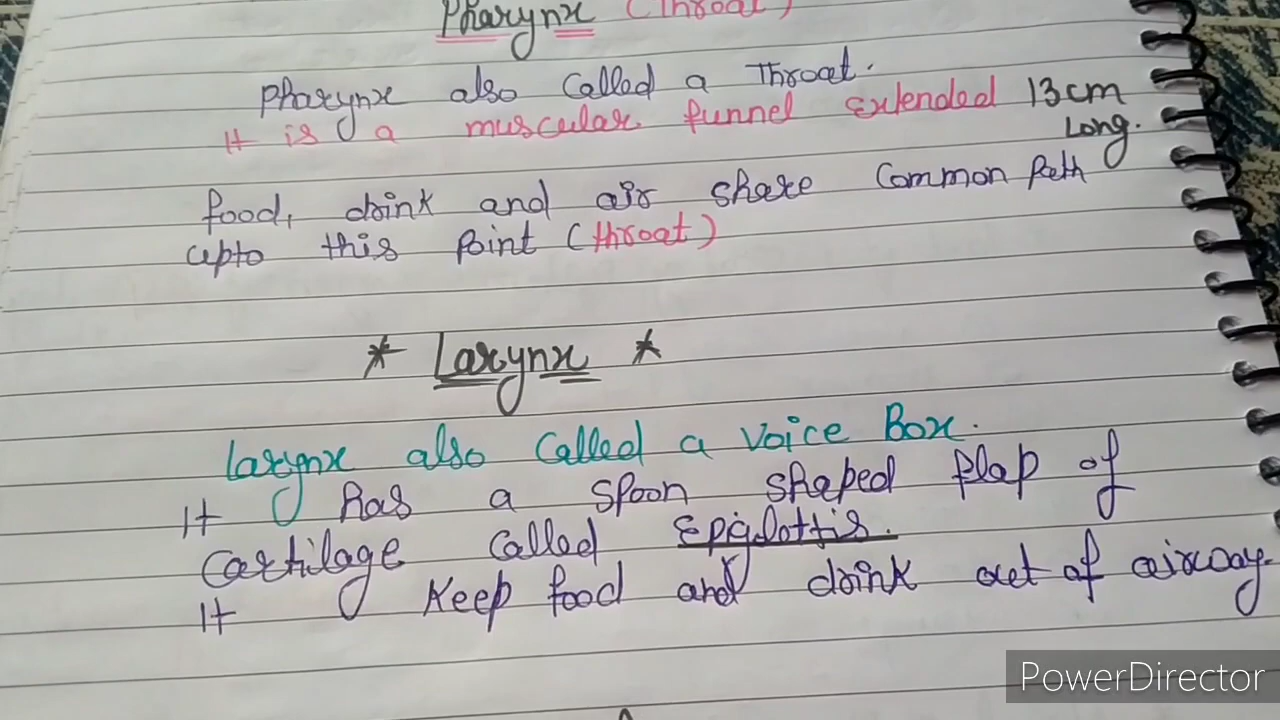 Pharynx (Throat)
Pharynx also called a Throat.
It is a muscular funnel extended 13cm
Long.
food, drink and air share common path
upto this point (throat)
* Larynx *
Larynx also called a Voice Box.
It has a spoon shaped flap of
cartilage called Epiglottis.
It keep food and drink out of airway.
PowerDirector